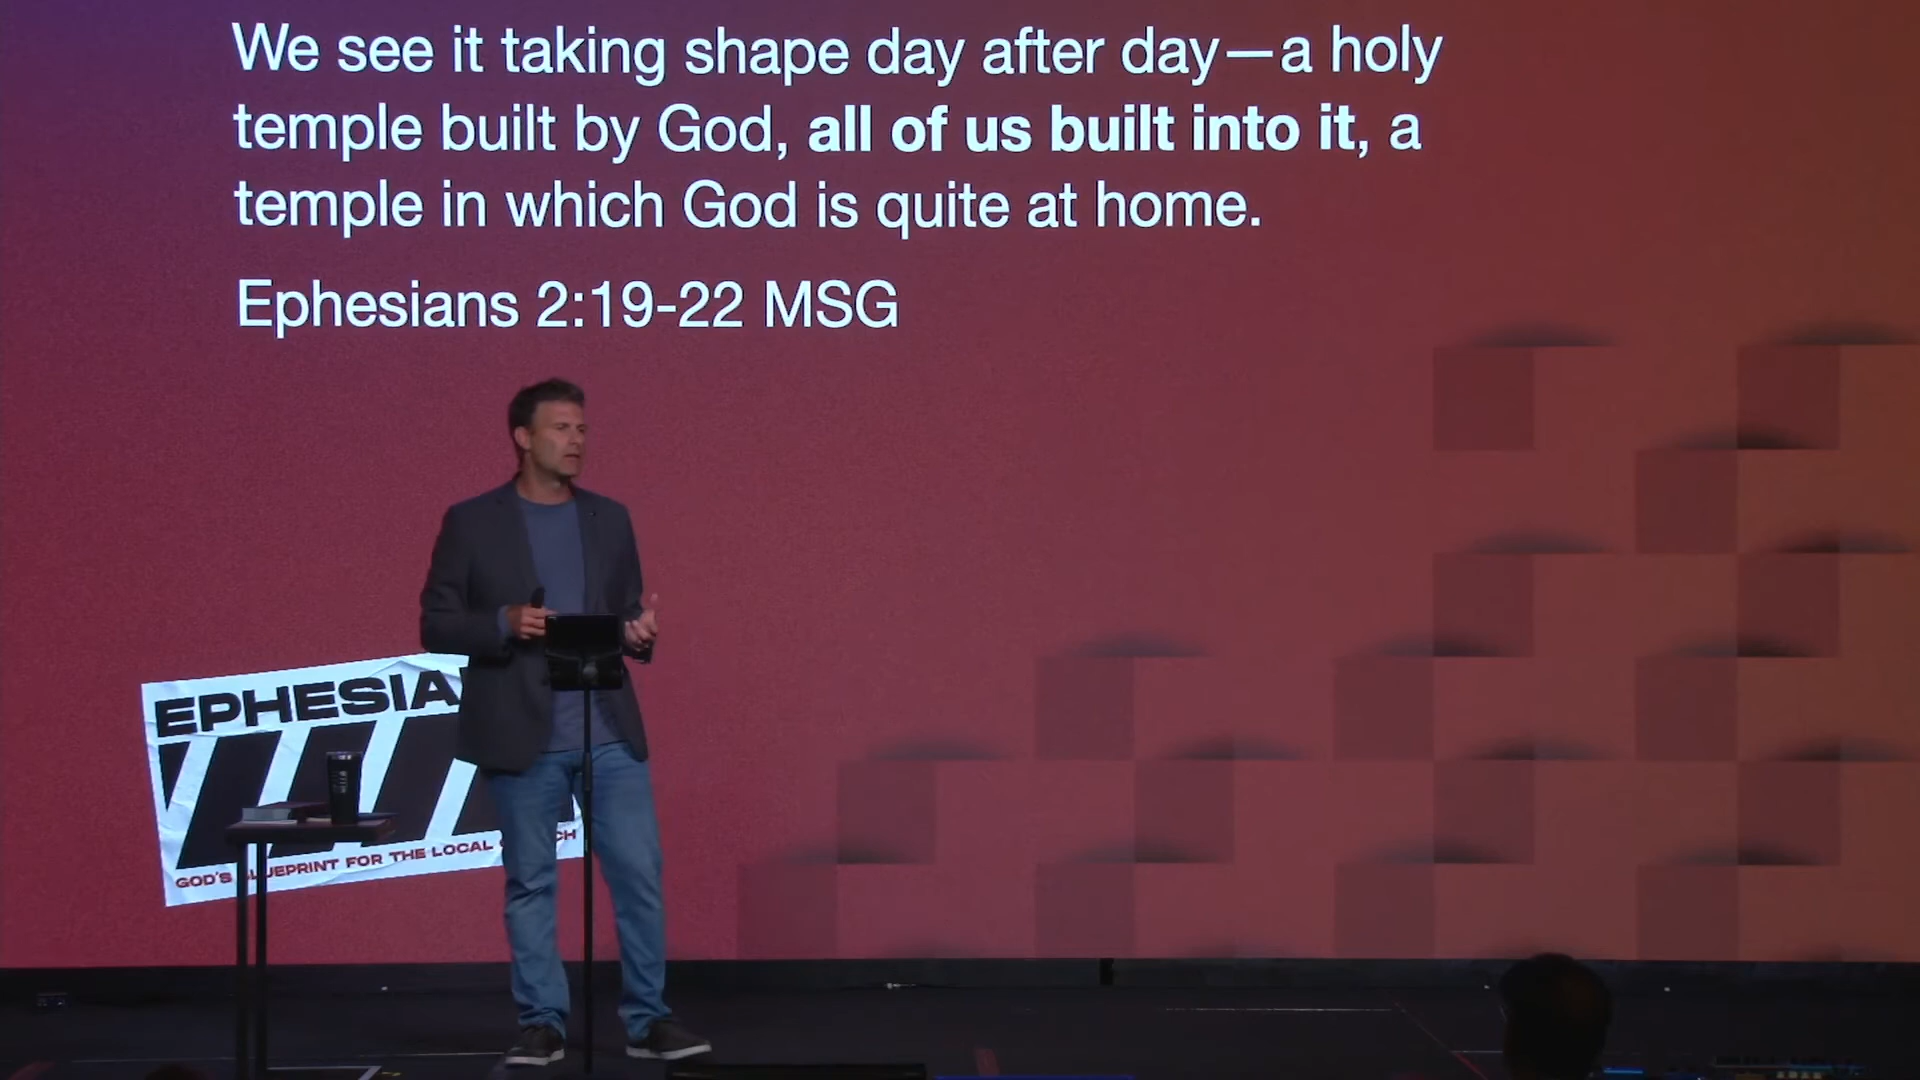 We see it taking shape day after day—a holy
temple built by God, all of us built into it, a
temple in which God is quite at home.
Ephesians 2:19-22 MSG
EPHESIA
GOD'S BLUEPRINT FOR THE LOCAL